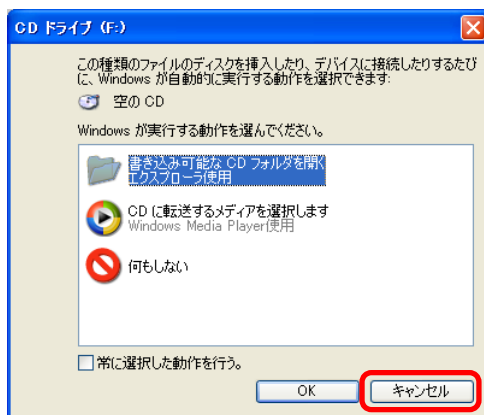 CD ドライブ (F:)
この種類のファイルのディスクを挿入したり、デバイスに接続したりするたび
に、Windows が自動的に実行する動作を選択できます:
空の CD
Windows が実行する動作を選んでください。
書き込み可能な CD フォルダを開く
エクスプローラ使用
CD に転送するメディアを選択します
Windows Media Player使用
何もしない
常に選択した動作を行う。
OK
キャンセル